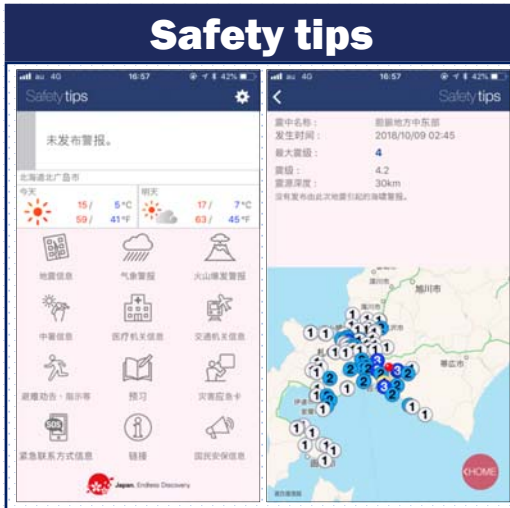 Safety tips
au 4G 16:57 42%
Safety tips
未发布警报。
北海道北广岛市
今天
15/ 5°C
59/ 41°F
明天
17/ 7°C
63/ 45°F
地震信息 气象警报 火山爆发警报
中暑信息 医疗机关信息 交通机关信息
避难劝告・指示等 预习 灾害应急卡
SOS
紧急联系方式信息 链接 国民安保信息
Japan. Endless Discovery
au 4G 16:57 42%
Safety tips
震中名称： 胆振地方中东部
发生时间： 2018/10/09 02:45
最大震级： 4
震级： 4.2
震源深度： 30km
没有发布由此次地震引起的海啸警报。
旭川市
帯広市
HOME